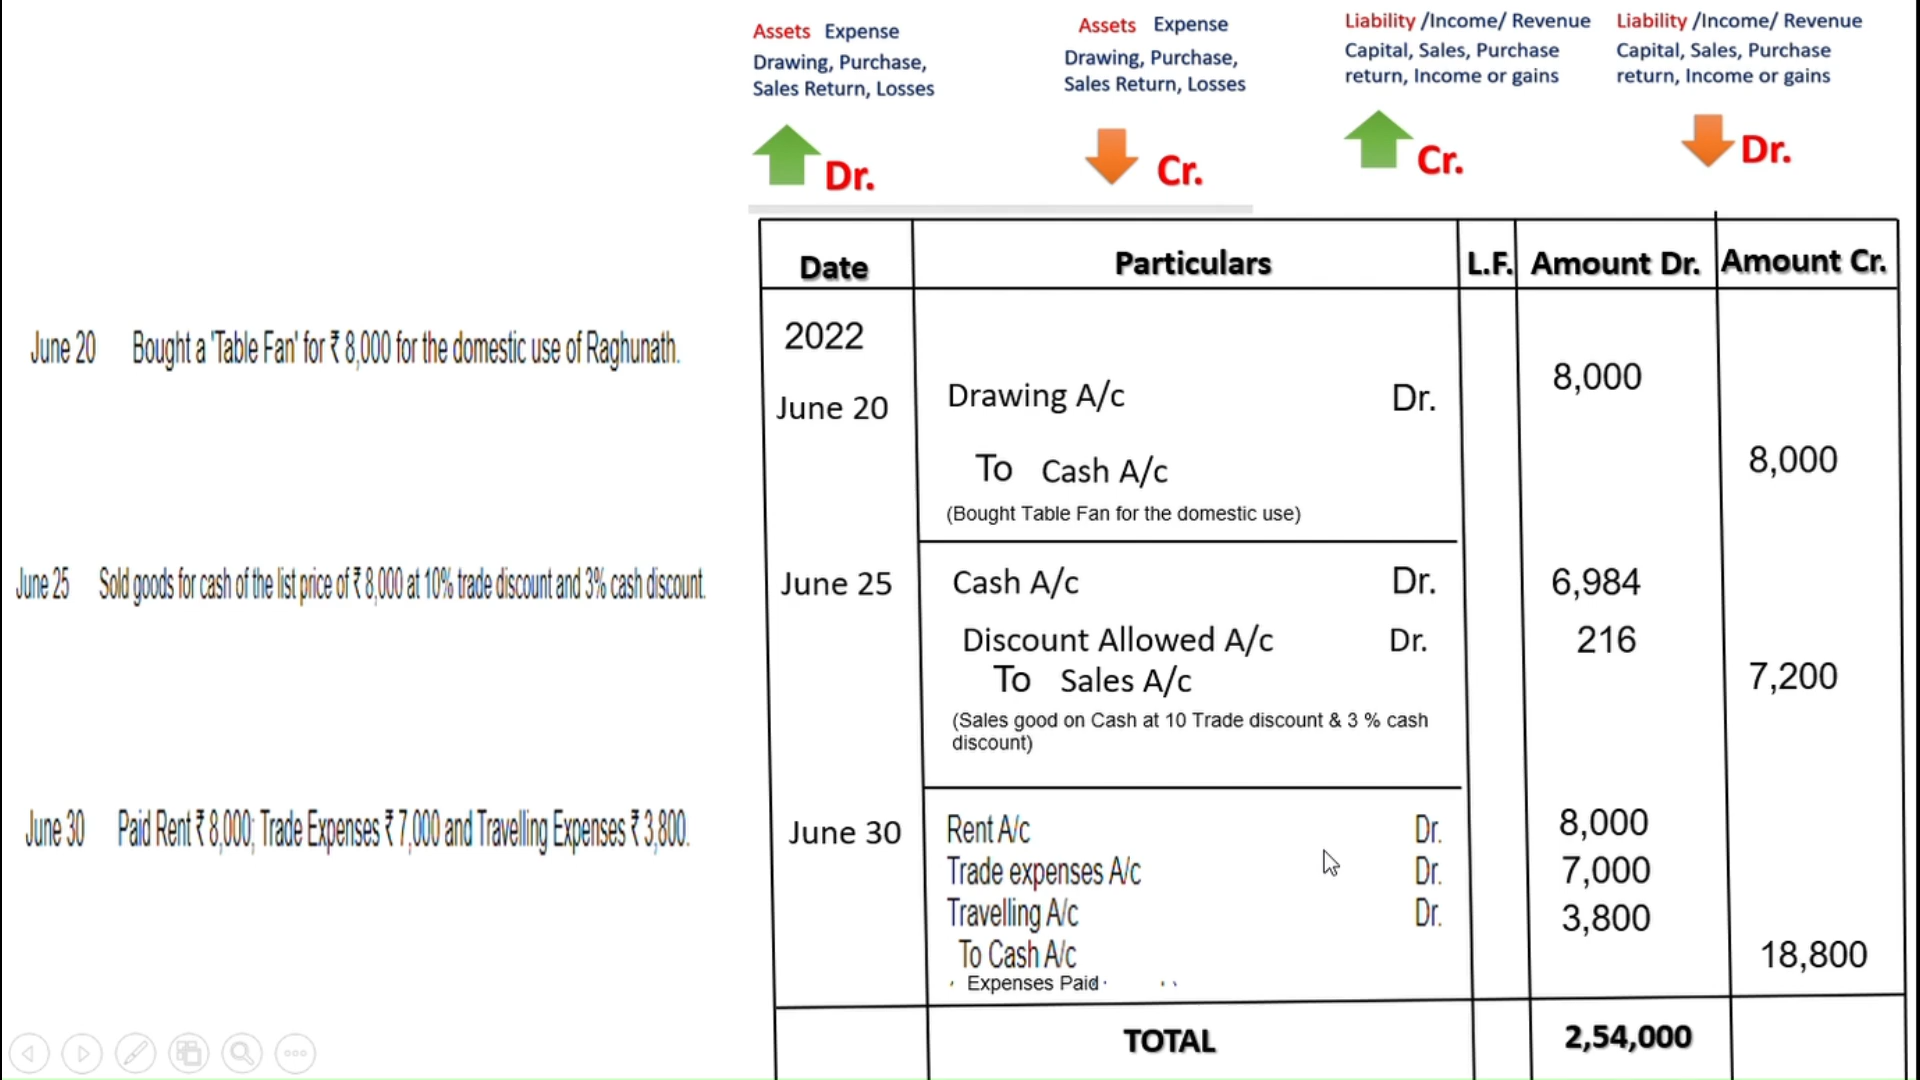 Assets Expense
Drawing, Purchase,
Sales Return, Losses
Dr.
Assets Expense
Drawing, Purchase,
Sales Return, Losses
Cr.
Liability /Income/ Revenue
Capital, Sales, Purchase
return, Income or gains
Cr.
Liability /Income/ Revenue
Capital, Sales, Purchase
return, Income or gains
Dr.
June 20 Bought a 'Table Fan' for ₹ 8,000 for the domestic use of Raghunath.
June 25 Sold goods for cash of the list price of ₹ 8,000 at 10% trade discount and 3% cash discount.
June 30 Paid Rent ₹ 8,000; Trade Expenses ₹ 7,000 and Travelling Expenses ₹ 3,800.
Date Particulars L.F. Amount Dr. Amount Cr.
2022
June 20 Drawing A/c Dr. 8,000
To Cash A/c 8,000
(Bought Table Fan for the domestic use)
June 25 Cash A/c Dr. 6,984
Discount Allowed A/c Dr. 216
To Sales A/c 7,200
(Sales good on Cash at 10 Trade discount & 3 % cash
discount)
June 30 Rent A/c Dr. 8,000
Trade expenses A/c Dr. 7,000
Travelling A/c Dr. 3,800
To Cash A/c 18,800
Expenses Paid
TOTAL 2,54,000